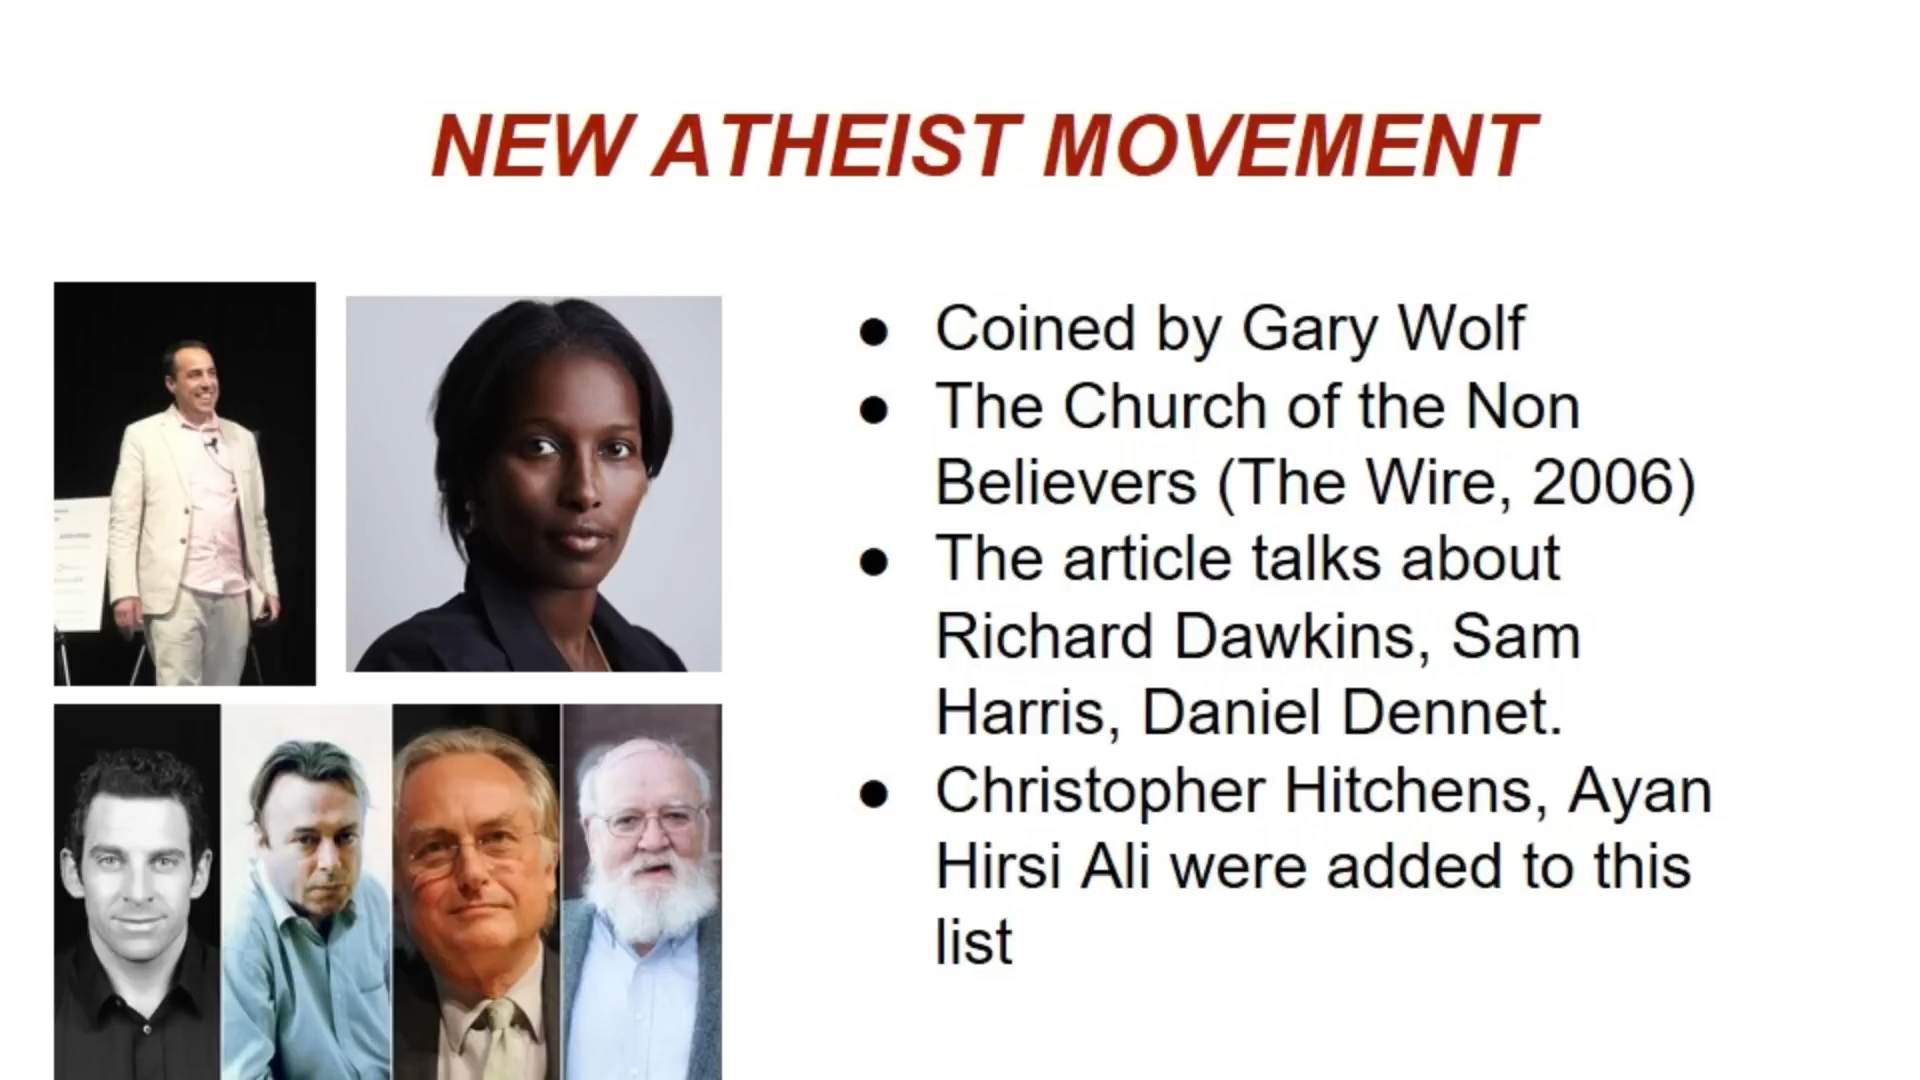 NEW ATHEIST MOVEMENT
● Coined by Gary Wolf
● The Church of the Non
Believers (The Wire, 2006)
● The article talks about
Richard Dawkins, Sam
Harris, Daniel Dennet.
● Christopher Hitchens, Ayan
Hirsi Ali were added to this
list